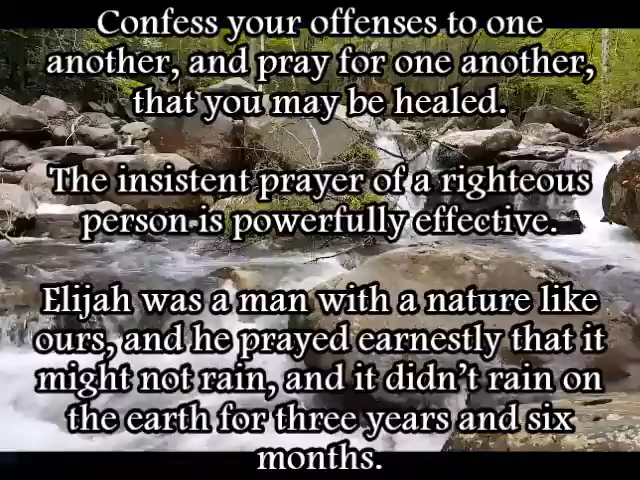 Confess your offenses to one
another, and pray for one another,
that you may be healed.
The insistent prayer of a righteous
person is powerfully effective.
Elijah was a man with a nature like
ours, and he prayed earnestly that it
might not rain, and it didn’t rain on
the earth for three years and six
months.